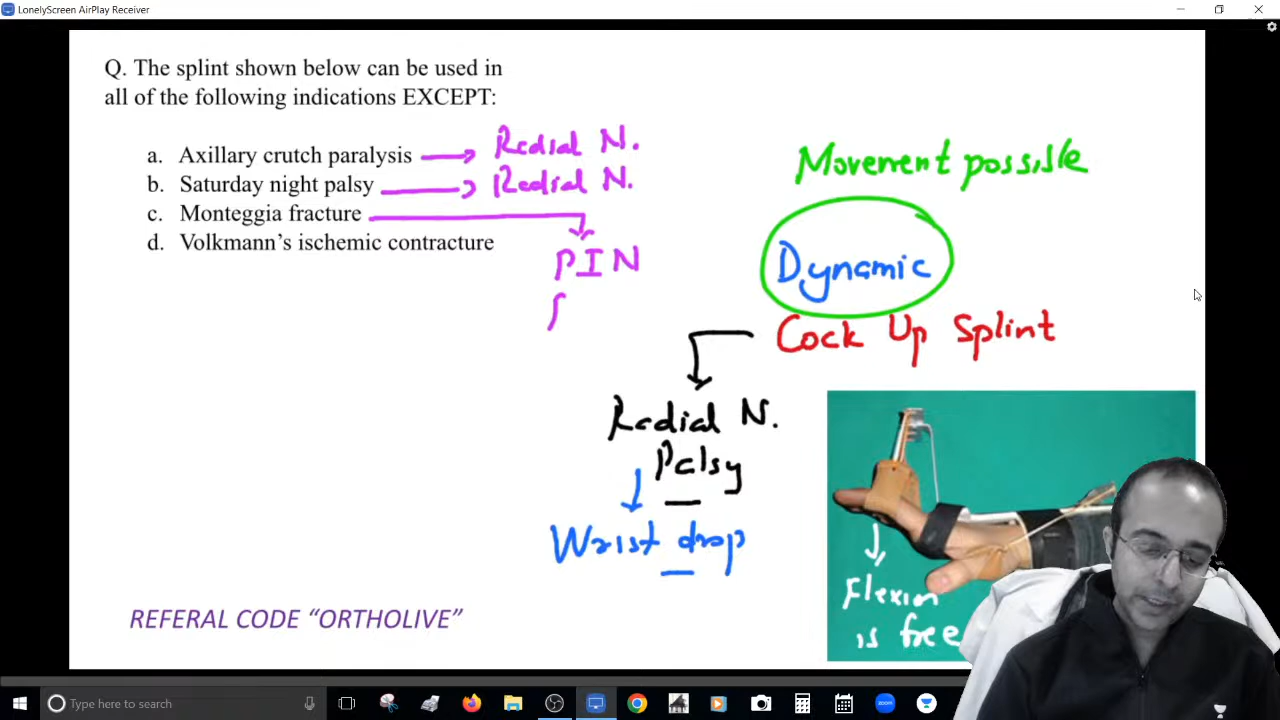 LonelyScreen AirPlay Receiver
Q. The splint shown below can be used in
all of the following indications EXCEPT:
a. Axillary crutch paralysis → Radial N.
b. Saturday night palsy → Radial N.
c. Monteggia fracture
d. Volkmann's ischemic contracture
PIN
Movement possible
Dynamic
Cock Up Splint
Radial N.
Palsy
Wrist drop
Flexion
is free
REFERAL CODE "ORTHOLIVE"
Type here to search
zoom